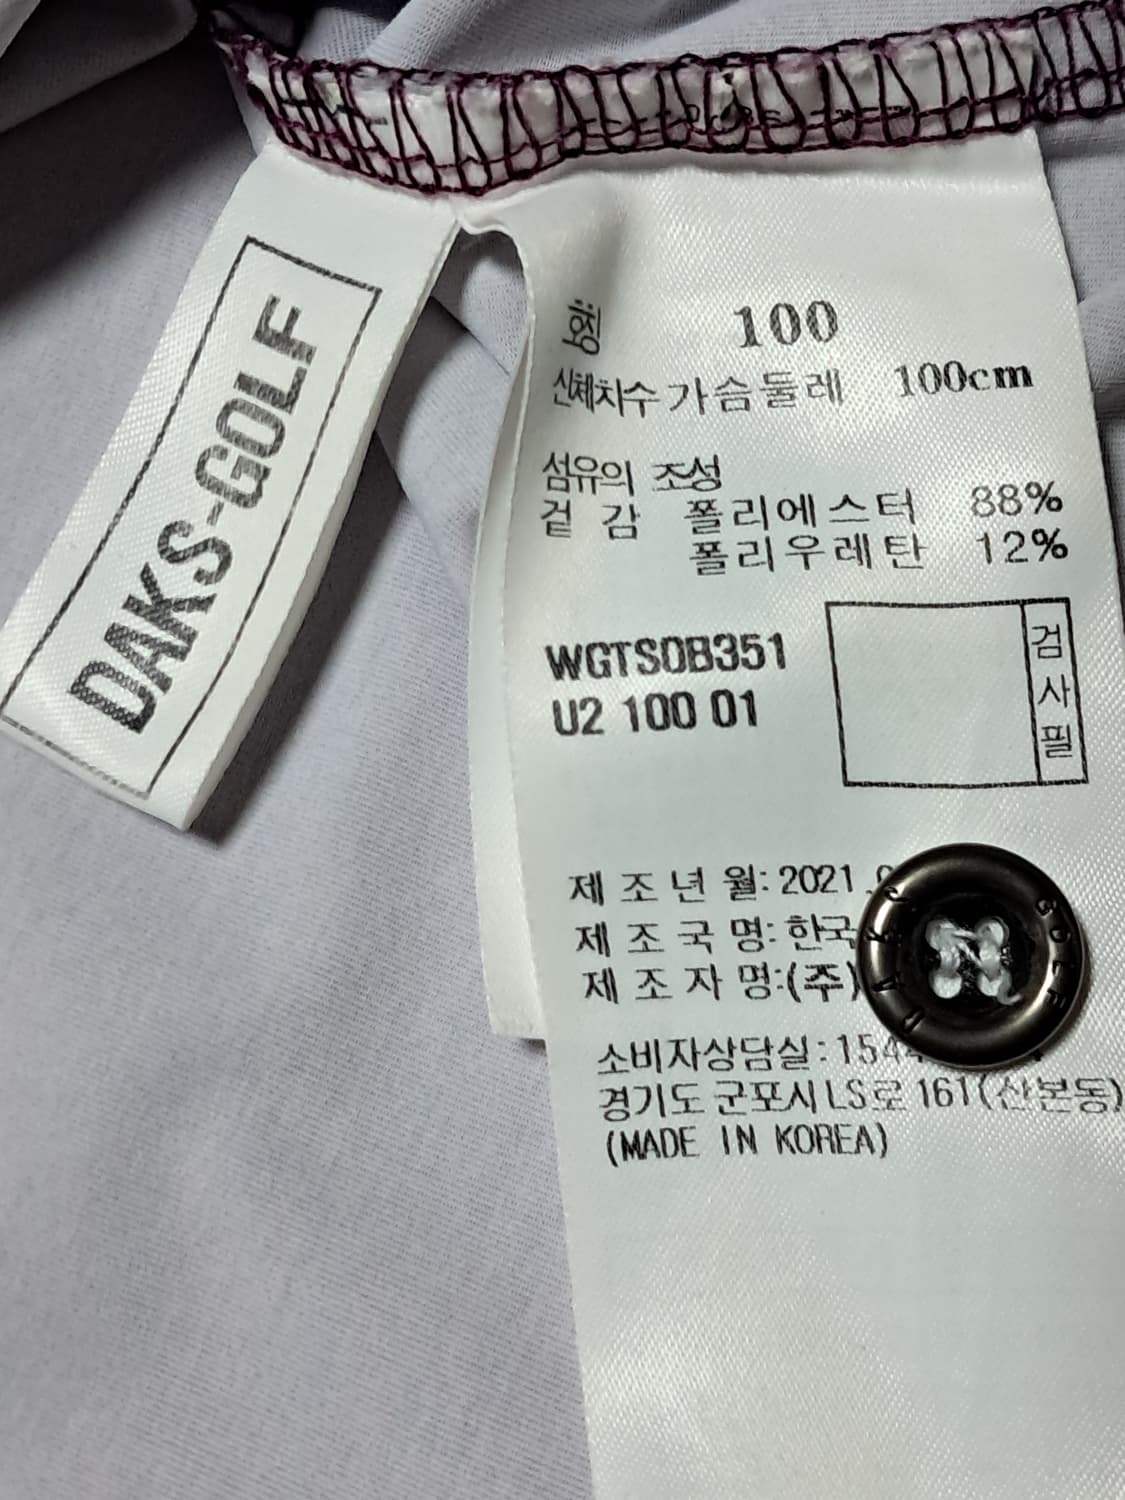 DAKS-GOLF
호칭 100
신체치수 가슴둘레 100cm
섬유의 조성
겉 감 폴리에스터 88%
폴리우레탄 12%
WGTS0B351
U2 100 01
검사필
제 조 년 월: 2021
제 조 국 명: 한국
제 조 자 명:(주)
소비자상담실:
경기도 군포시 LS로 161(산본동)
(MADE IN KOREA)
DAKS GOLF